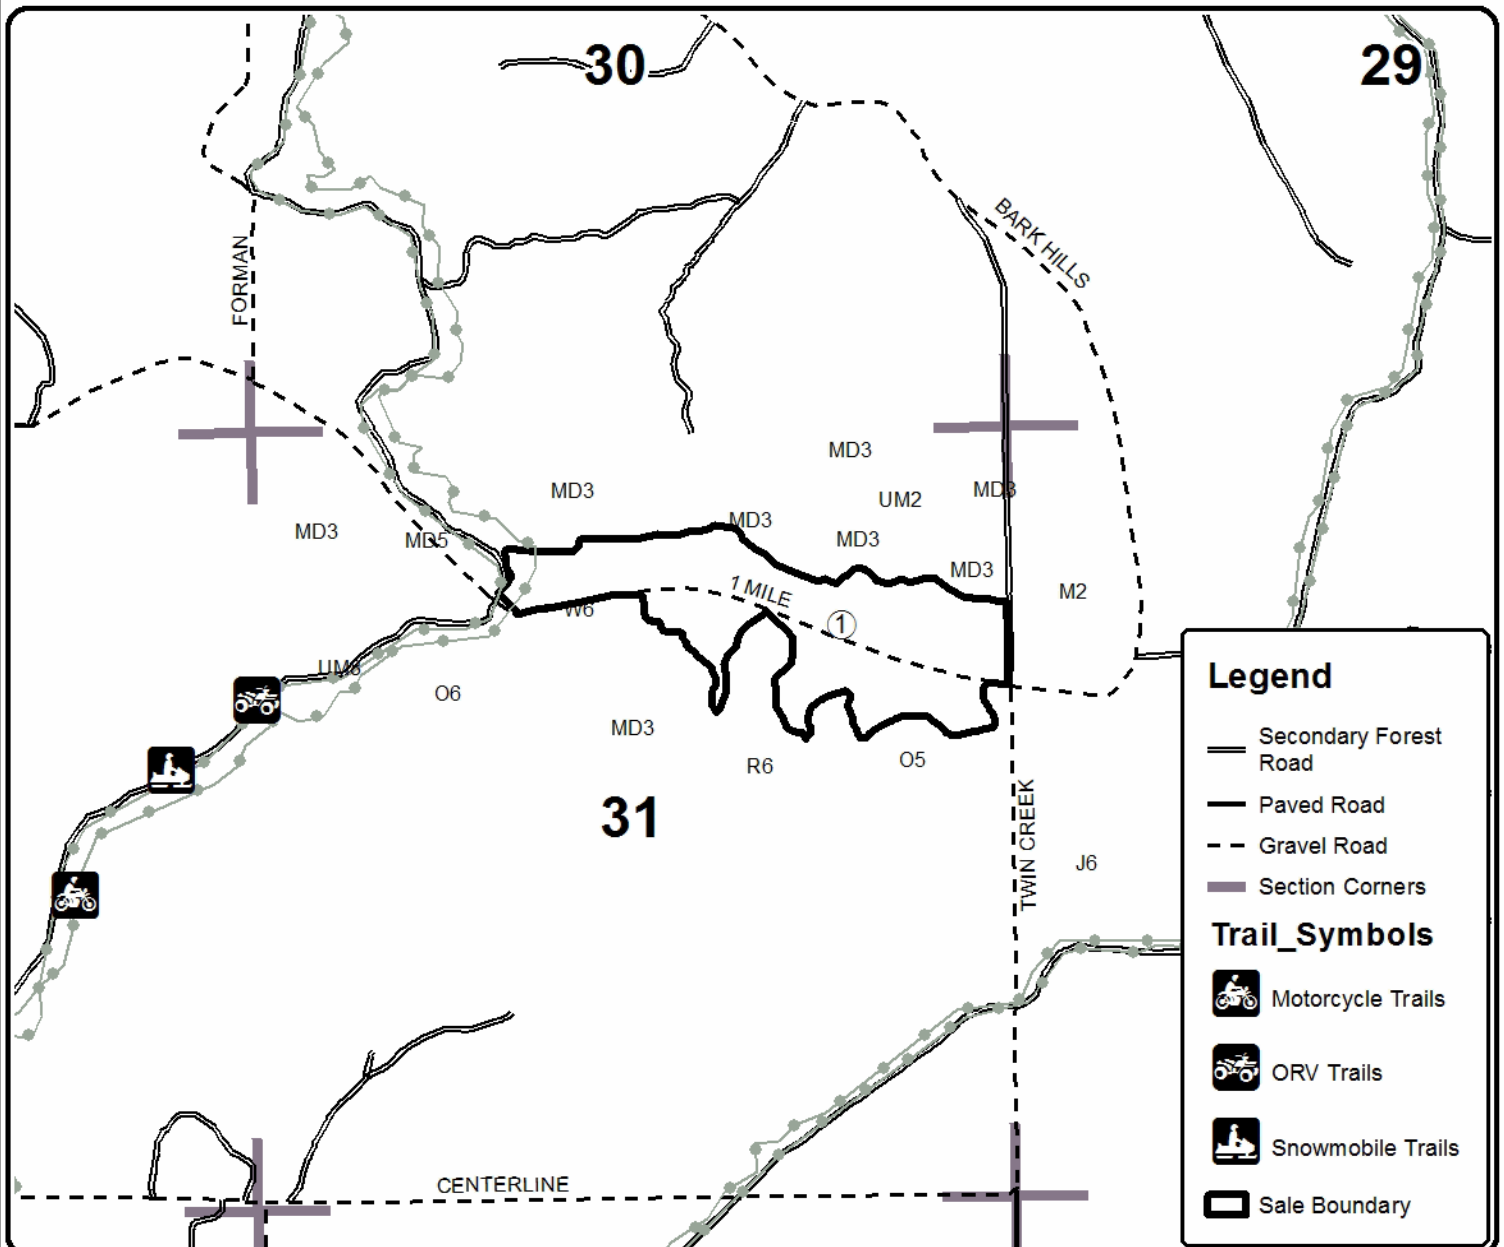 30
29
BARK HILLS
FORMAN
MD3
MD3
UM2
MD3
MD3
MD3
MD5
MD3
MD3
1 MILE
M2
W6
1
UM6
O6
MD3
R6
O5
31
TWIN CREEK
J6
CENTERLINE
Legend
Secondary Forest
Road
Paved Road
Gravel Road
Section Corners
Trail_Symbols
Motorcycle Trails
ORV Trails
Snowmobile Trails
Sale Boundary